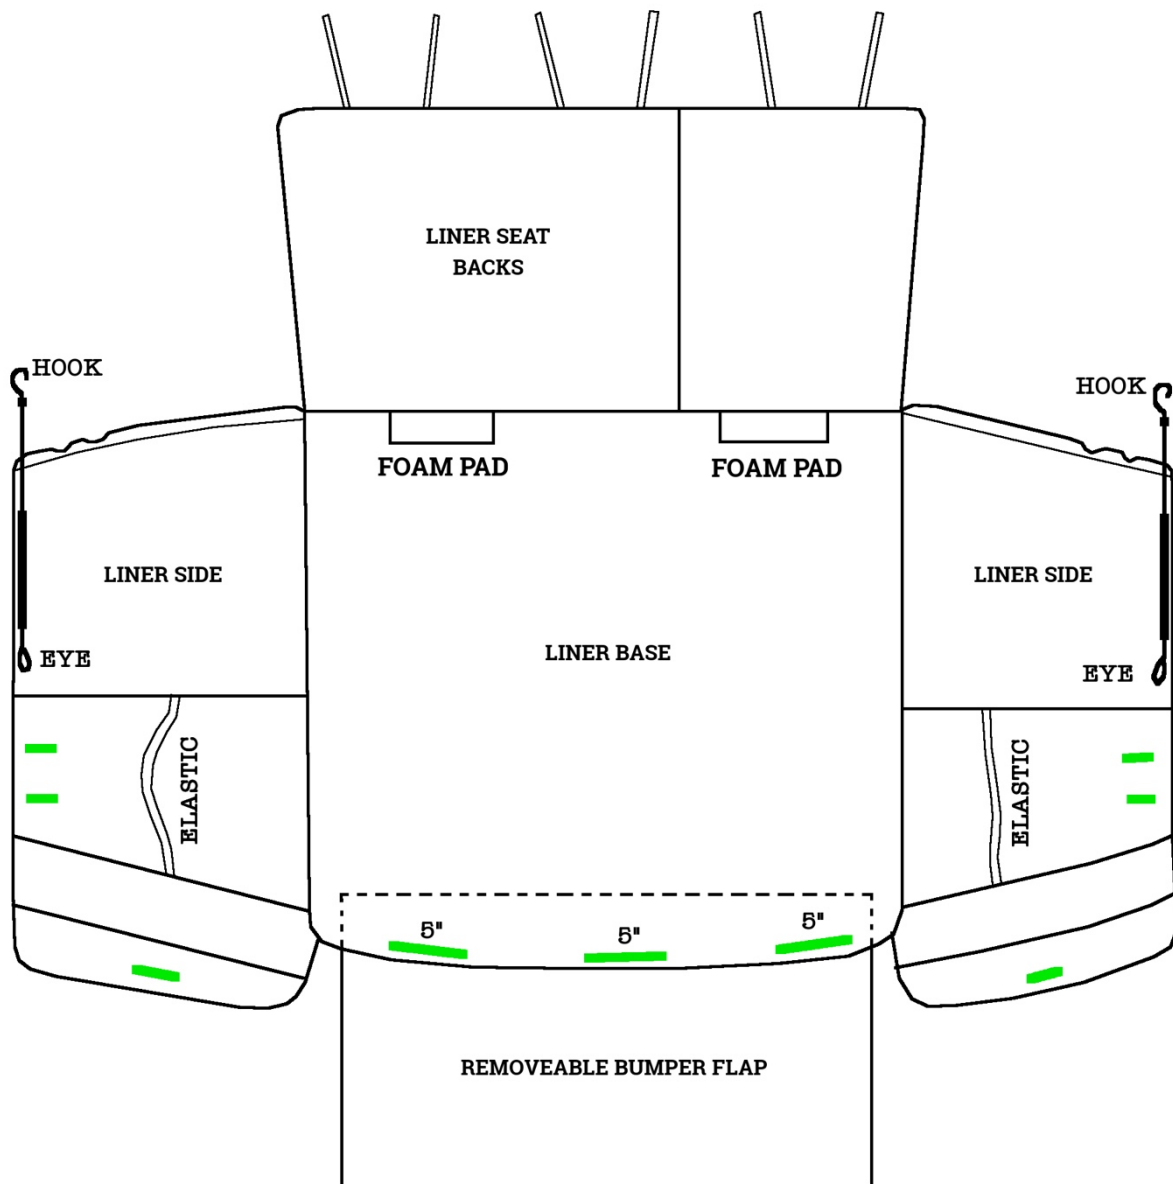 LINER SEAT
BACKS
HOOK
HOOK
FOAM PAD
FOAM PAD
LINER SIDE
LINER SIDE
LINER BASE
EYE
EYE
ELASTIC
ELASTIC
5"
5"
5"
REMOVEABLE BUMPER FLAP